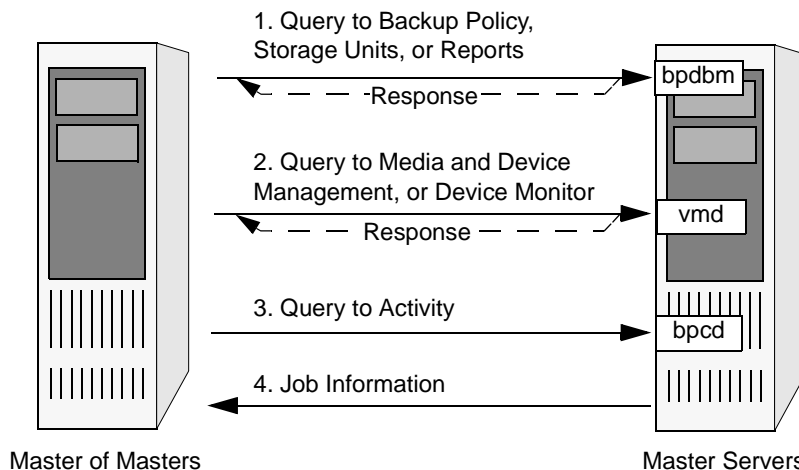 1. Query to Backup Policy,
Storage Units, or Reports
bpdbm
Response
2. Query to Media and Device
Management, or Device Monitor
vmd
Response
3. Query to Activity
bpcd
4. Job Information
Master of Masters
Master Servers